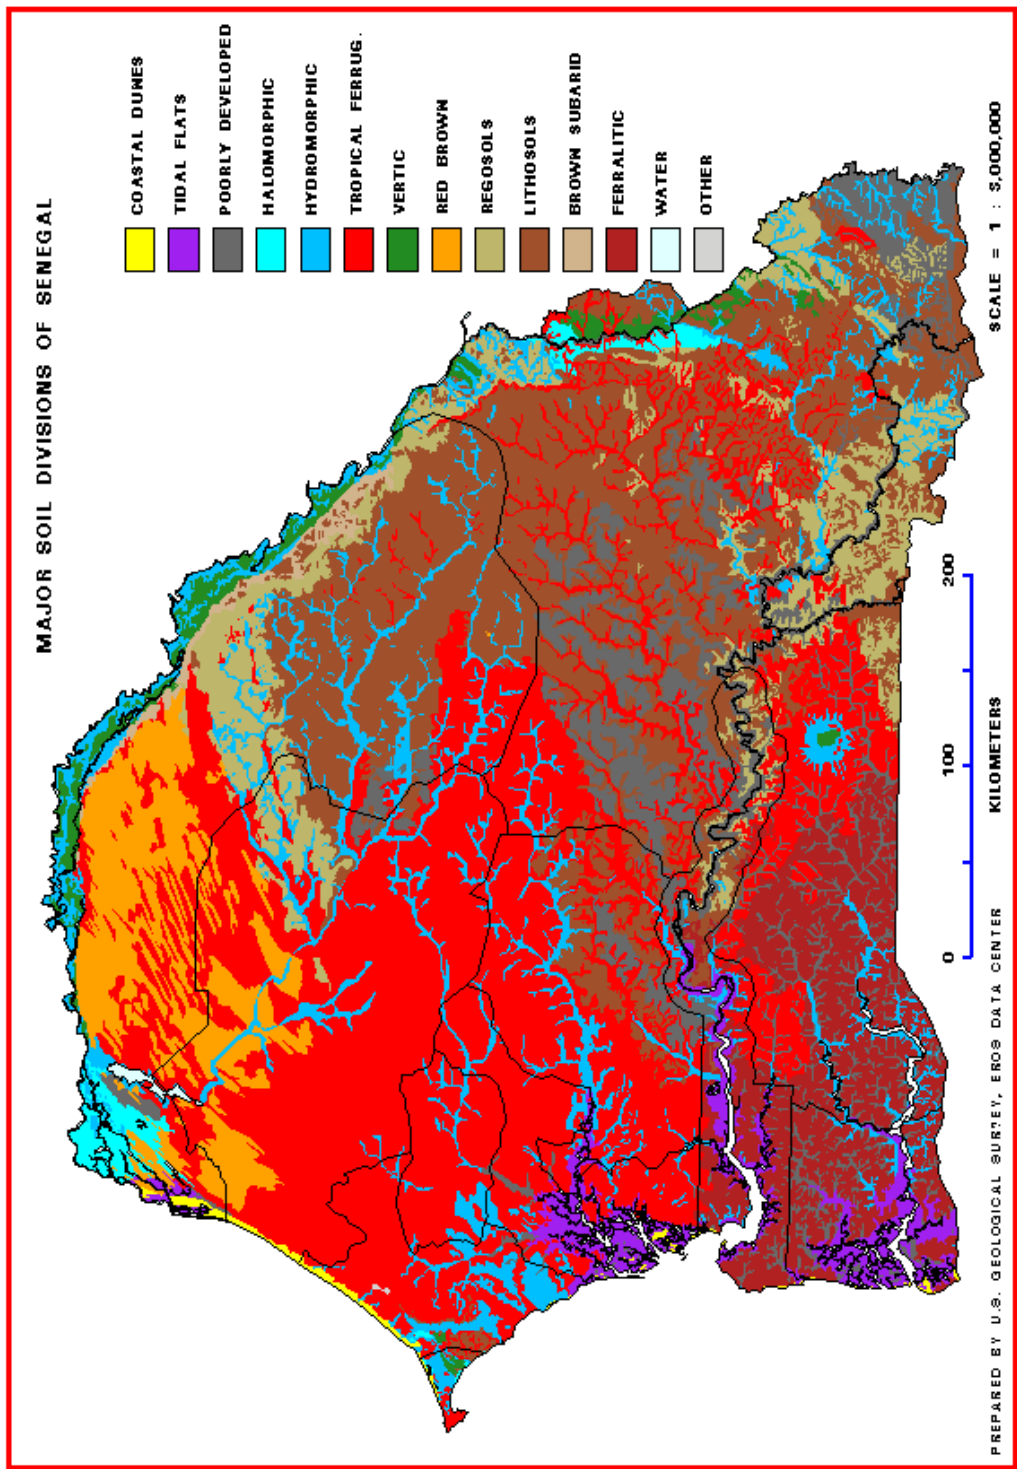 MAJOR SOIL DIVISIONS OF SENEGAL
COASTAL DUNES
TIDAL FLATS
POORLY DEVELOPED
HALOMORPHIC
HYDROMORPHIC
TROPICAL FERRUG.
VERTIC
RED BROWN
REGOSOLS
LITHOSOLS
BROWN SUBARID
FERRALITIC
WATER
OTHER
0 100 200
KILOMETERS
SCALE = 1 : 3,000,000
PREPARED BY U.S. GEOLOGICAL SURVEY, EROS DATA CENTER